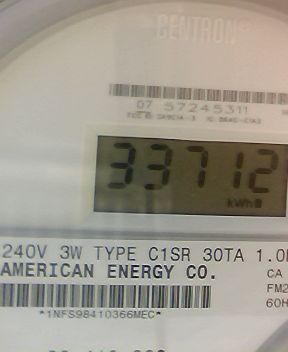 CENTRON®
07 57245311
33712
kWh
240V 3W TYPE C1SR 30TA 1.0
AMERICAN ENERGY CO.
CA
FM2
60H
*1NFS98410366MEC*